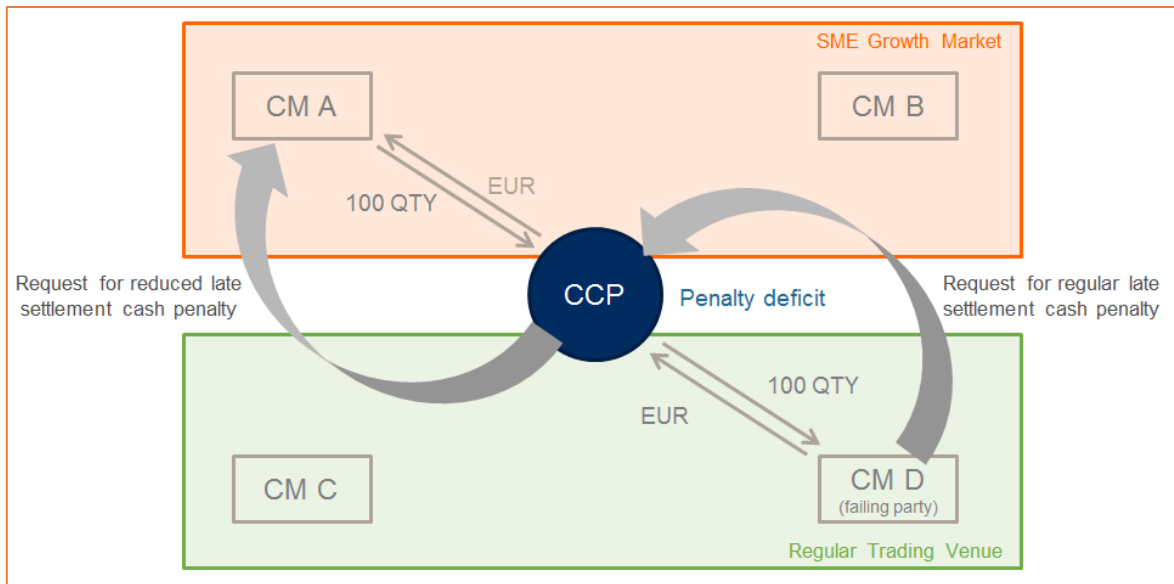 SME Growth Market
CM A
CM B
EUR
100 QTY
Request for reduced late
settlement cash penalty
CCP
Penalty deficit
Request for regular late
settlement cash penalty
100 QTY
EUR
CM C
CM D
(failing party)
Regular Trading Venue